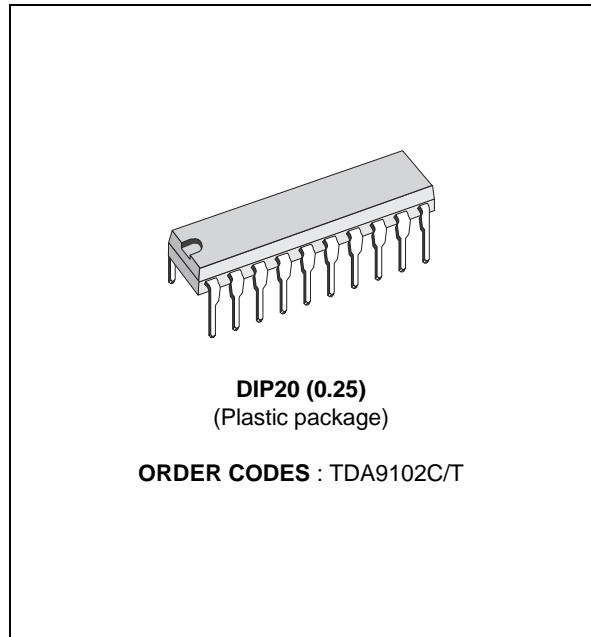 DIP20 (0.25)
(Plastic package)
ORDER CODES : TDA9102C/T